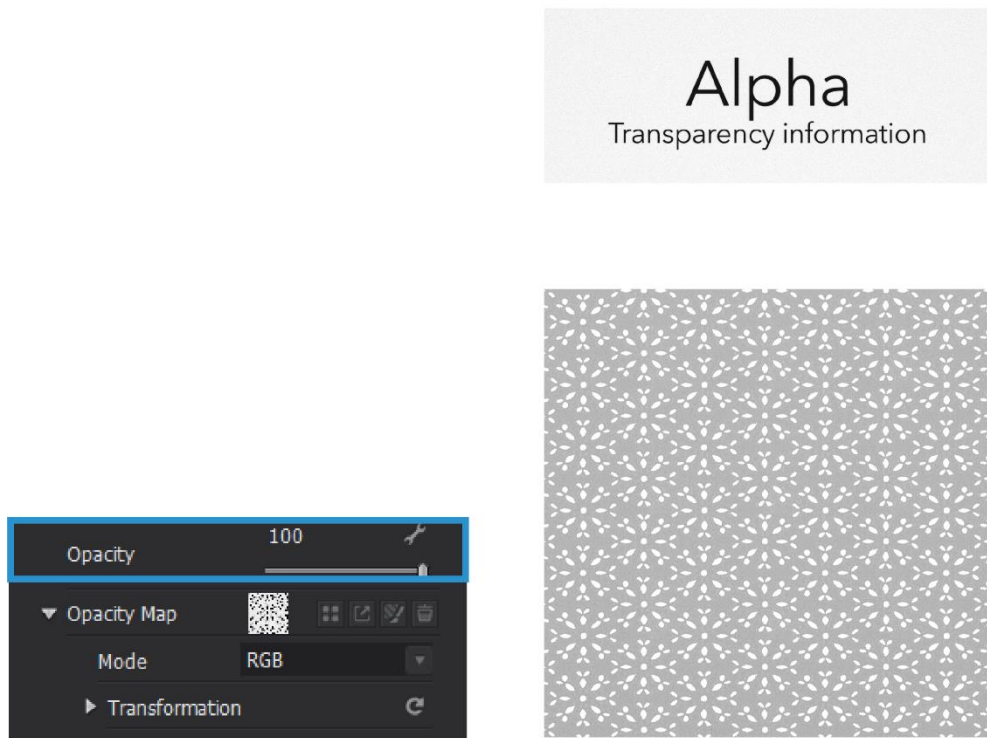 Alpha
Transparency information
100
Opacity
Opacity Map
Mode RGB
Transformation